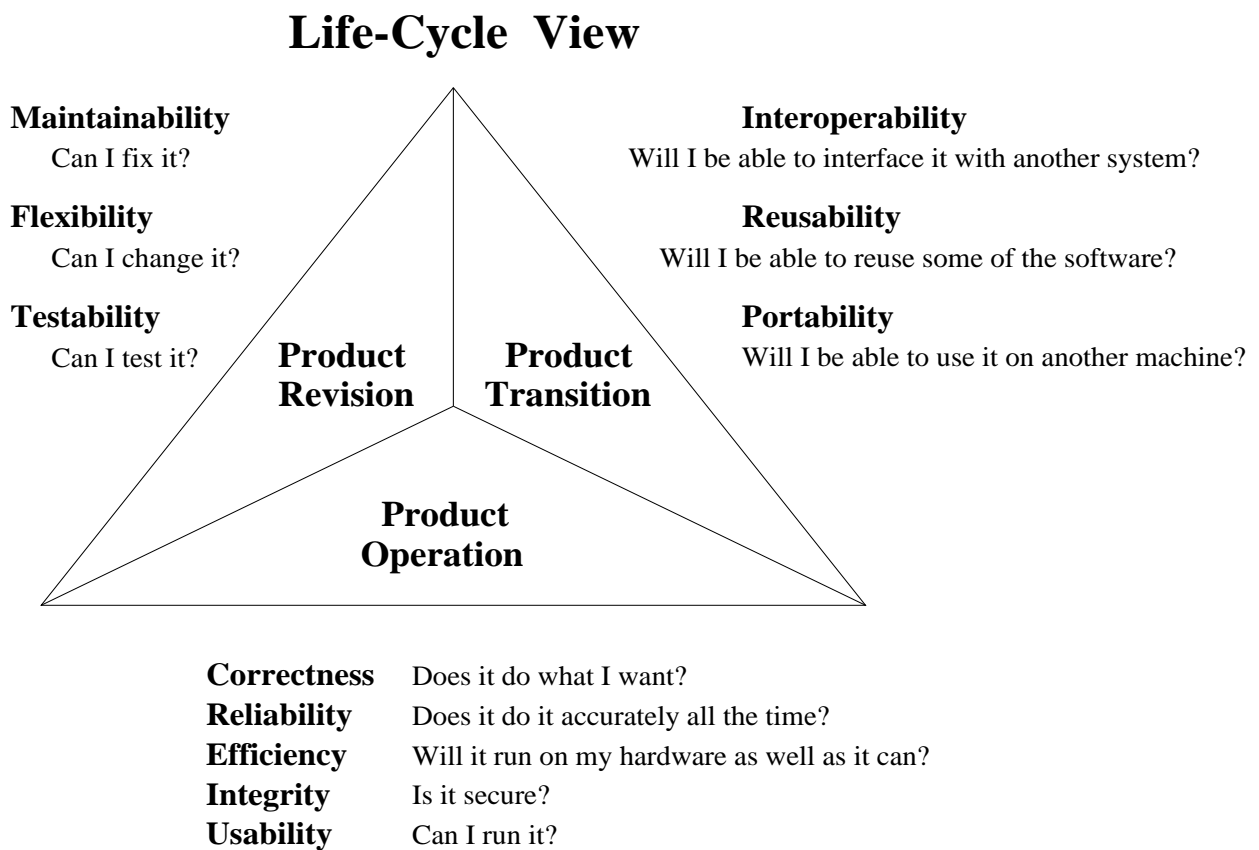 Life-Cycle View
Maintainability
Can I fix it?
Flexibility
Can I change it?
Testability
Can I test it?
Interoperability
Will I be able to interface it with another system?
Reusability
Will I be able to reuse some of the software?
Portability
Will I be able to use it on another machine?
Product
Revision
Product
Transition
Product
Operation
Correctness Does it do what I want?
Reliability Does it do it accurately all the time?
Efficiency Will it run on my hardware as well as it can?
Integrity Is it secure?
Usability Can I run it?